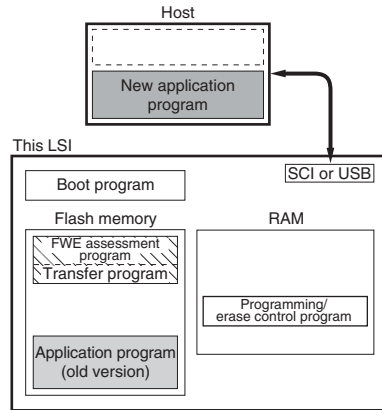 Host
New application
program
This LSI
SCI or USB
Boot program
Flash memory
RAM
FWE assessment
program
Transfer program
Programming/
erase control program
Application program
(old version)